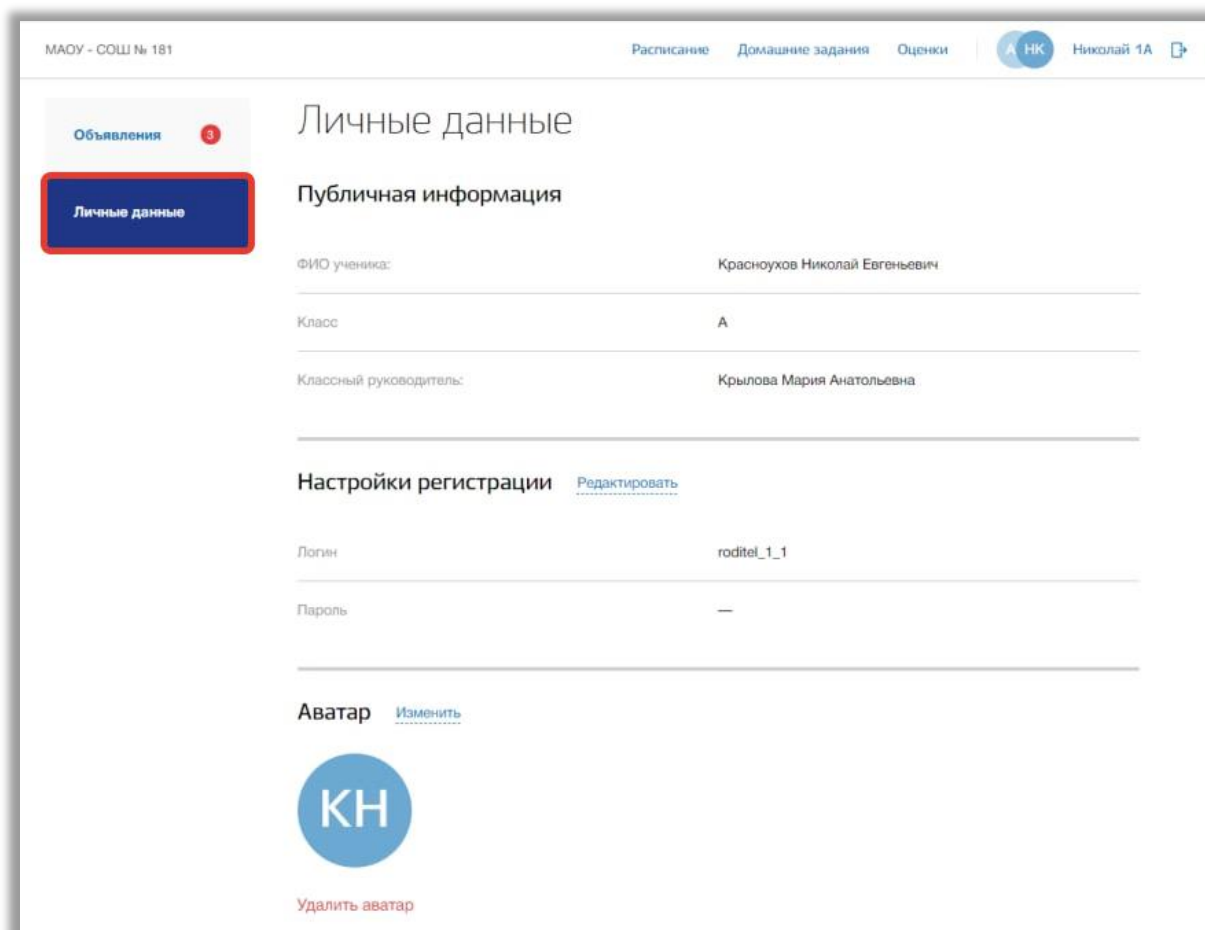 МАОУ - СОШ № 181
Расписание Домашние задания Оценки А НК Николай 1А
Объявления 3
Личные данные
Личные данные
Публичная информация
ФИО ученика: Красноухов Николай Евгеньевич
Класс А
Классный руководитель: Крылова Мария Анатольевна
Настройки регистрации Редактировать
Логин roditel_1_1
Пароль —
Аватар Изменить
КН
Удалить аватар